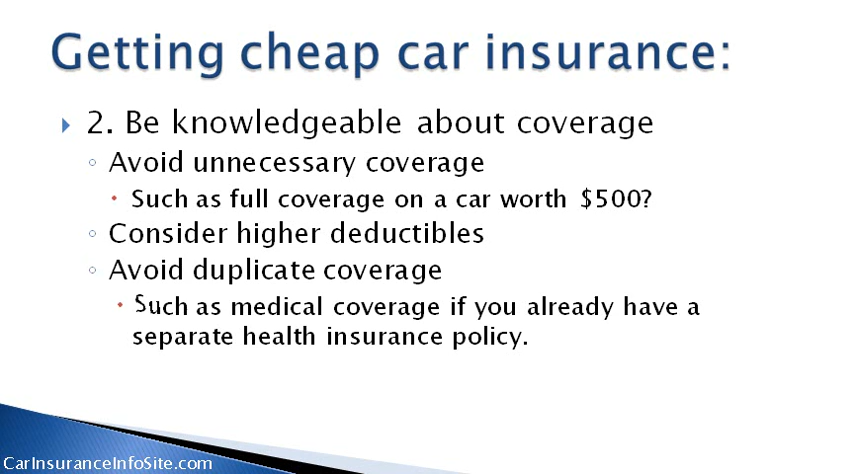 Getting cheap car insurance:
2. Be knowledgeable about coverage
Avoid unnecessary coverage
Such as full coverage on a car worth $500?
Consider higher deductibles
Avoid duplicate coverage
Such as medical coverage if you already have a
separate health insurance policy.
CarInsuranceInfoSite.com